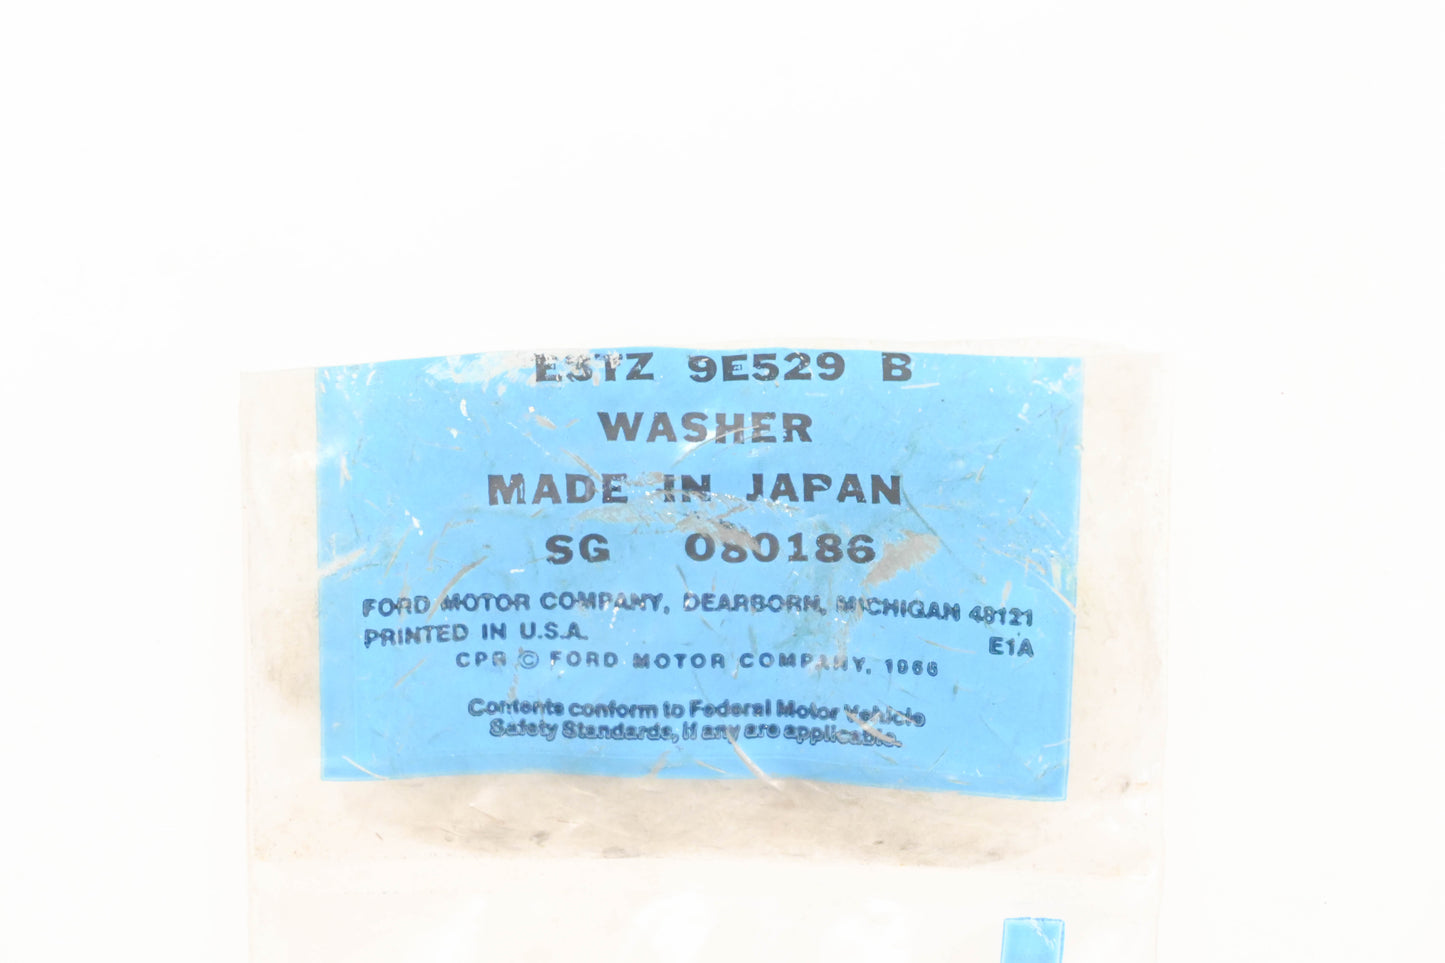 E3TZ 9E529 B
WASHER
MADE IN JAPAN
SG 080186
FORD MOTOR COMPANY, DEARBORN, MICHIGAN 48121
PRINTED IN U.S.A.
E1A
CPR © FORD MOTOR COMPANY, 1966
Contents conform to Federal Motor Vehicle
Safety Standards, if any are applicable.